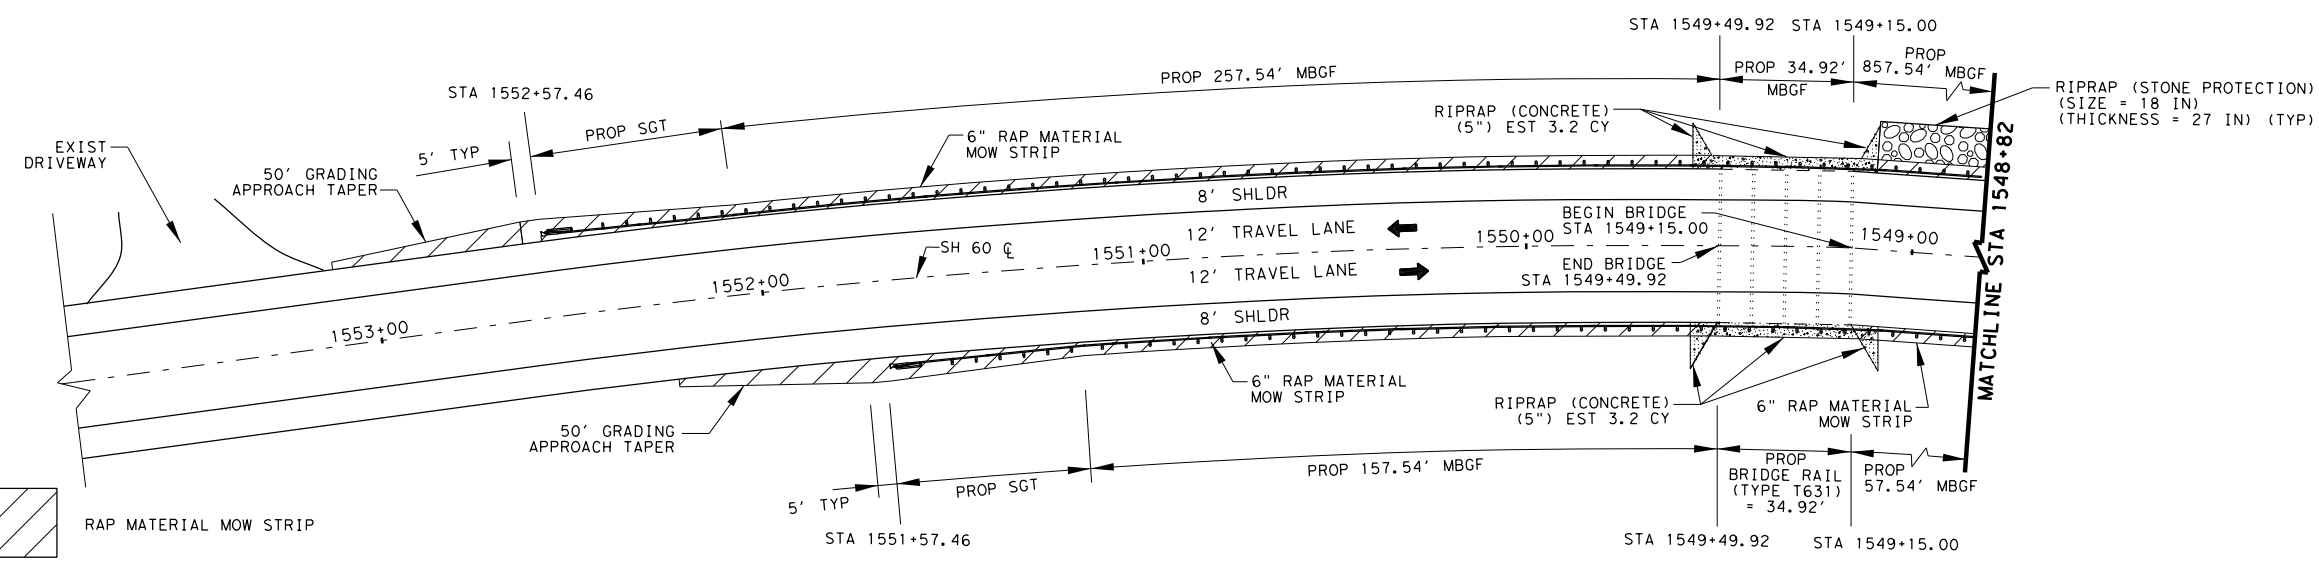 STA 1549+49.92
STA 1549+15.00
PROP 257.54' MBGF
PROP 34.92'
MBGF
PROP
857.54' MBGF
RIPRAP (STONE PROTECTION)
(SIZE = 18 IN)
(THICKNESS = 27 IN) (TYP)
STA 1552+57.46
PROP SGT
5' TYP
6" RAP MATERIAL
MOW STRIP
RIPRAP (CONCRETE)
(5") EST 3.2 CY
EXIST
DRIVEWAY
50' GRADING
APPROACH TAPER
8' SHLDR
12' TRAVEL LANE
BEGIN BRIDGE
STA 1549+15.00
SH 60 ℄
1553+00
1552+00
1551+00
1550+00
1549+00
12' TRAVEL LANE
END BRIDGE
STA 1549+49.92
8' SHLDR
MATCHLINE STA 1548+82
6" RAP MATERIAL
MOW STRIP
RIPRAP (CONCRETE)
(5") EST 3.2 CY
6" RAP MATERIAL
MOW STRIP
50' GRADING
APPROACH TAPER
5' TYP
PROP SGT
PROP 157.54' MBGF
PROP
BRIDGE RAIL
(TYPE T631)
= 34.92'
PROP
57.54' MBGF
STA 1551+57.46
STA 1549+49.92
STA 1549+15.00
RAP MATERIAL MOW STRIP